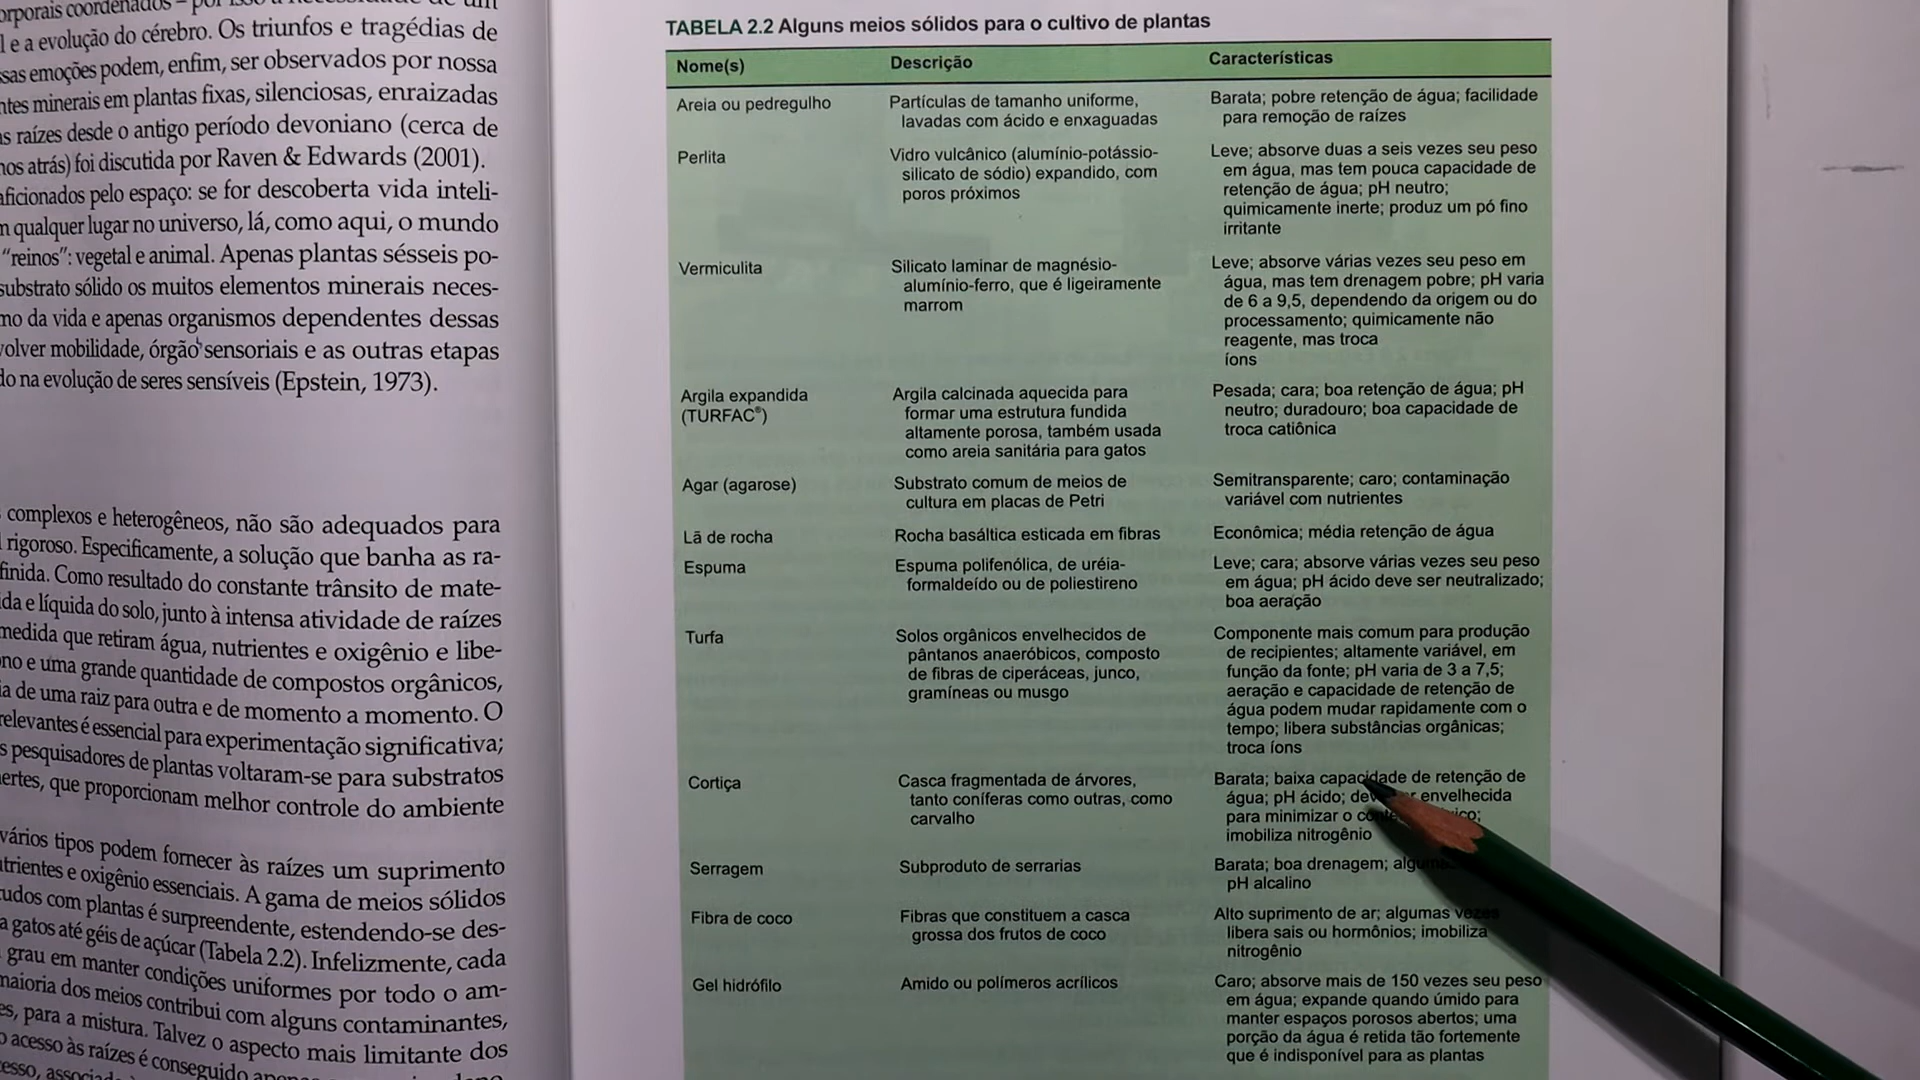 orporais coordenados – por isso a necessidade de um
l e a evolução do cérebro. Os triunfos e tragédias de
ssas emoções podem, enfim, ser observados por nossa
ntes minerais em plantas fixas, silenciosas, enraizadas
as raízes desde o antigo período devoniano (cerca de
nos atrás) foi discutida por Raven & Edwards (2001).
aficionados pelo espaço: se for descoberta vida inteli-
m qualquer lugar no universo, lá, como aqui, o mundo
"reinos": vegetal e animal. Apenas plantas sésseis po-
substrato sólido os muitos elementos minerais neces-
mo da vida e apenas organismos dependentes dessas
volver mobilidade, órgão sensoriais e as outras etapas
do na evolução de seres sensíveis (Epstein, 1973).
complexos e heterogêneos, não são adequados para
l rigoroso. Especificamente, a solução que banha as ra-
finida. Como resultado do constante trânsito de mate-
ida e líquida do solo, junto à intensa atividade de raízes
medida que retiram água, nutrientes e oxigênio e libe-
ono e uma grande quantidade de compostos orgânicos,
ia de uma raiz para outra e de momento a momento. O
relevantes é essencial para experimentação significativa;
s pesquisadores de plantas voltaram-se para substratos
ertes, que proporcionam melhor controle do ambiente
vários tipos podem fornecer às raízes um suprimento
utrientes e oxigênio essenciais. A gama de meios sólidos
tudos com plantas é surpreendente, estendendo-se des-
a gatos até géis de açúcar (Tabela 2.2). Infelizmente, cada
grau em manter condições uniformes por todo o am-
maioria dos meios contribui com alguns contaminantes,
es, para a mistura. Talvez o aspecto mais limitante dos
o acesso às raízes é conseguido apenas
TABELA 2.2 Alguns meios sólidos para o cultivo de plantas
Nome(s) Descrição Características
Areia ou pedregulho Partículas de tamanho uniforme, Barata; pobre retenção de água; facilidade
lavadas com ácido e enxaguadas para remoção de raízes
Perlita Vidro vulcânico (alumínio-potássio- Leve; absorve duas a seis vezes seu peso
silicato de sódio) expandido, com em água, mas tem pouca capacidade de
poros próximos retenção de água; pH neutro;
quimicamente inerte; produz um pó fino
irritante
Vermiculita Silicato laminar de magnésio- Leve; absorve várias vezes seu peso em
alumínio-ferro, que é ligeiramente água, mas tem drenagem pobre; pH varia
marrom de 6 a 9,5, dependendo da origem ou do
processamento; quimicamente não
reagente, mas troca
íons
Argila expandida Argila calcinada aquecida para Pesada; cara; boa retenção de água; pH
(TURFAC®) formar uma estrutura fundida neutro; duradouro; boa capacidade de
altamente porosa, também usada troca catiônica
como areia sanitária para gatos
Agar (agarose) Substrato comum de meios de Semitransparente; caro; contaminação
cultura em placas de Petri variável com nutrientes
Lã de rocha Rocha basáltica esticada em fibras Econômica; média retenção de água
Espuma Espuma polifenólica, de uréia- Leve; cara; absorve várias vezes seu peso
formaldeído ou de poliestireno em água; pH ácido deve ser neutralizado;
boa aeração
Turfa Solos orgânicos envelhecidos de Componente mais comum para produção
pântanos anaeróbicos, composto de recipientes; altamente variável, em
de fibras de ciperáceas, junco, função da fonte; pH varia de 3 a 7,5;
gramíneas ou musgo aeração e capacidade de retenção de
água podem mudar rapidamente com o
tempo; libera substâncias orgânicas;
troca íons
Cortiça Casca fragmentada de árvores, Barata; baixa capacidade de retenção de
tanto coníferas como outras, como água; pH ácido; envelhecida
carvalho para minimizar o
imobiliza nitrogênio
Serragem Subproduto de serrarias Barata; boa drenagem;
pH alcalino
Fibra de coco Fibras que constituem a casca Alto suprimento de ar; algumas vezes
grossa dos frutos de coco libera sais ou hormônios; imobiliza
nitrogênio
Gel hidrófilo Amido ou polímeros acrílicos Caro; absorve mais de 150 vezes seu peso
em água; expande quando úmido para
manter espaços porosos abertos; uma
porção da água é retida tão fortemente
que é indisponível para as plantas